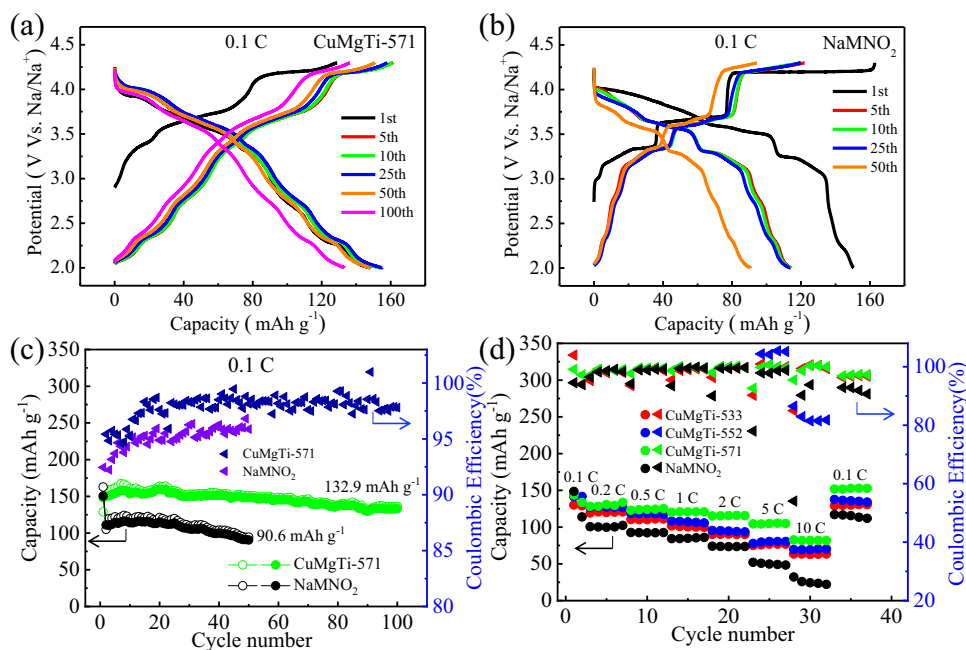 (a)
0.1 C
CuMgTi-571
1st
5th
10th
25th
50th
100th
4.5
4.0
3.5
3.0
2.5
2.0
Potential ( V Vs. Na/Na⁺)
0 40 80 120 160
Capacity ( mAh g⁻¹)
(b)
0.1 C
NaMNO₂
1st
5th
10th
25th
50th
4.5
4.0
3.5
3.0
2.5
2.0
Potential ( V Vs. Na/Na⁺)
0 40 80 120 160
Capacity ( mAh g⁻¹)
(c)
0.1 C
350
300
250
200
150
100
50
0
Capacity (mAh g⁻¹)
CuMgTi-571
NaMNO₂
132.9 mAh g⁻¹
90.6 mAh g⁻¹
CuMgTi-571
NaMNO₂
100
95
90
85
80
Coulombic Efficiency(%)
0 20 40 60 80 100
Cycle number
(d)
350
300
250
200
150
100
50
0
Capacity (mAh g⁻¹)
CuMgTi-533
CuMgTi-552
CuMgTi-571
NaMNO₂
0.1 C
0.2 C
0.5 C
1 C
2 C
5 C
10 C
0.1 C
100
80
60
40
20
Coulombic Efficiency(%)
0 10 20 30 40
Cycle number